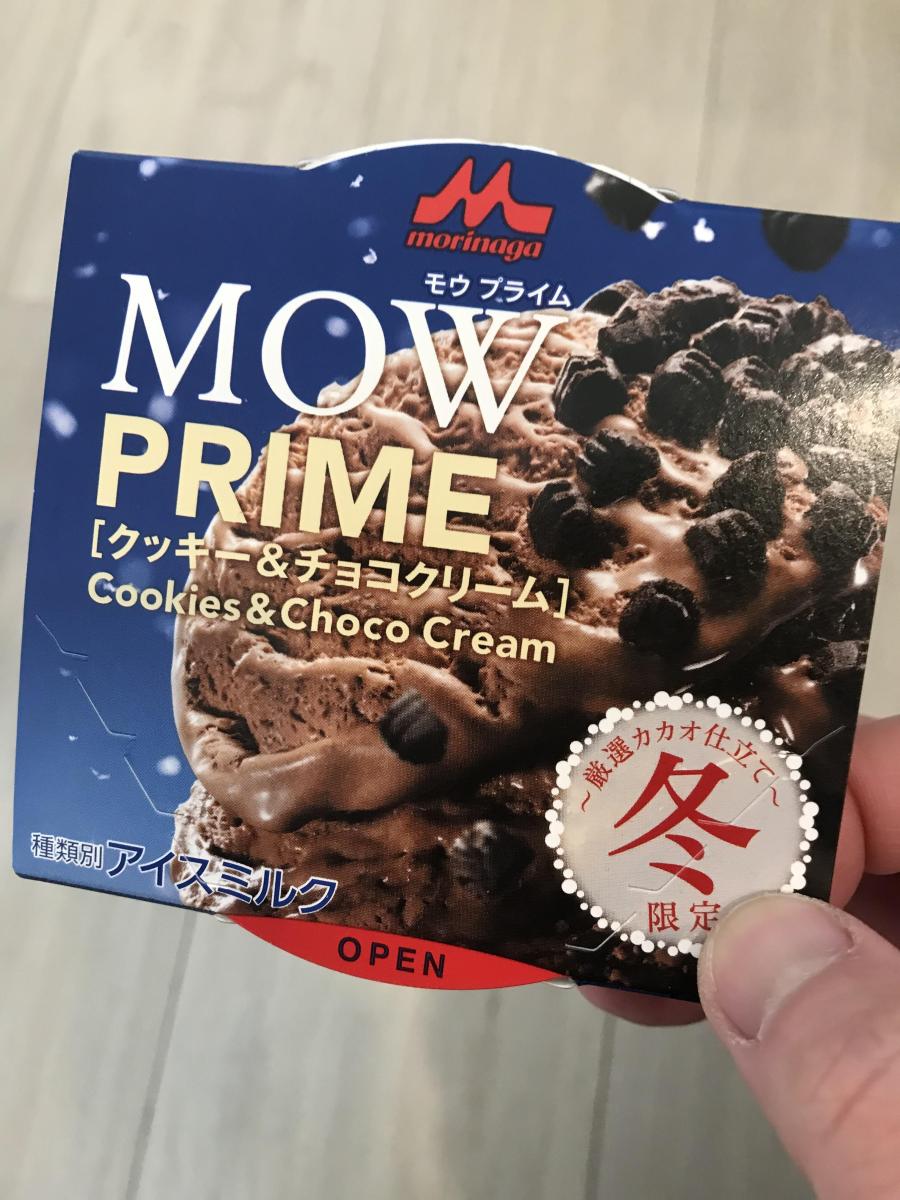 morinaga
モウ プライム
MOW
PRIME
[クッキー&チョコクリーム]
Cookies&Choco Cream
~厳選カカオ仕立て~
冬
限定
種類別 アイスミルク
OPEN